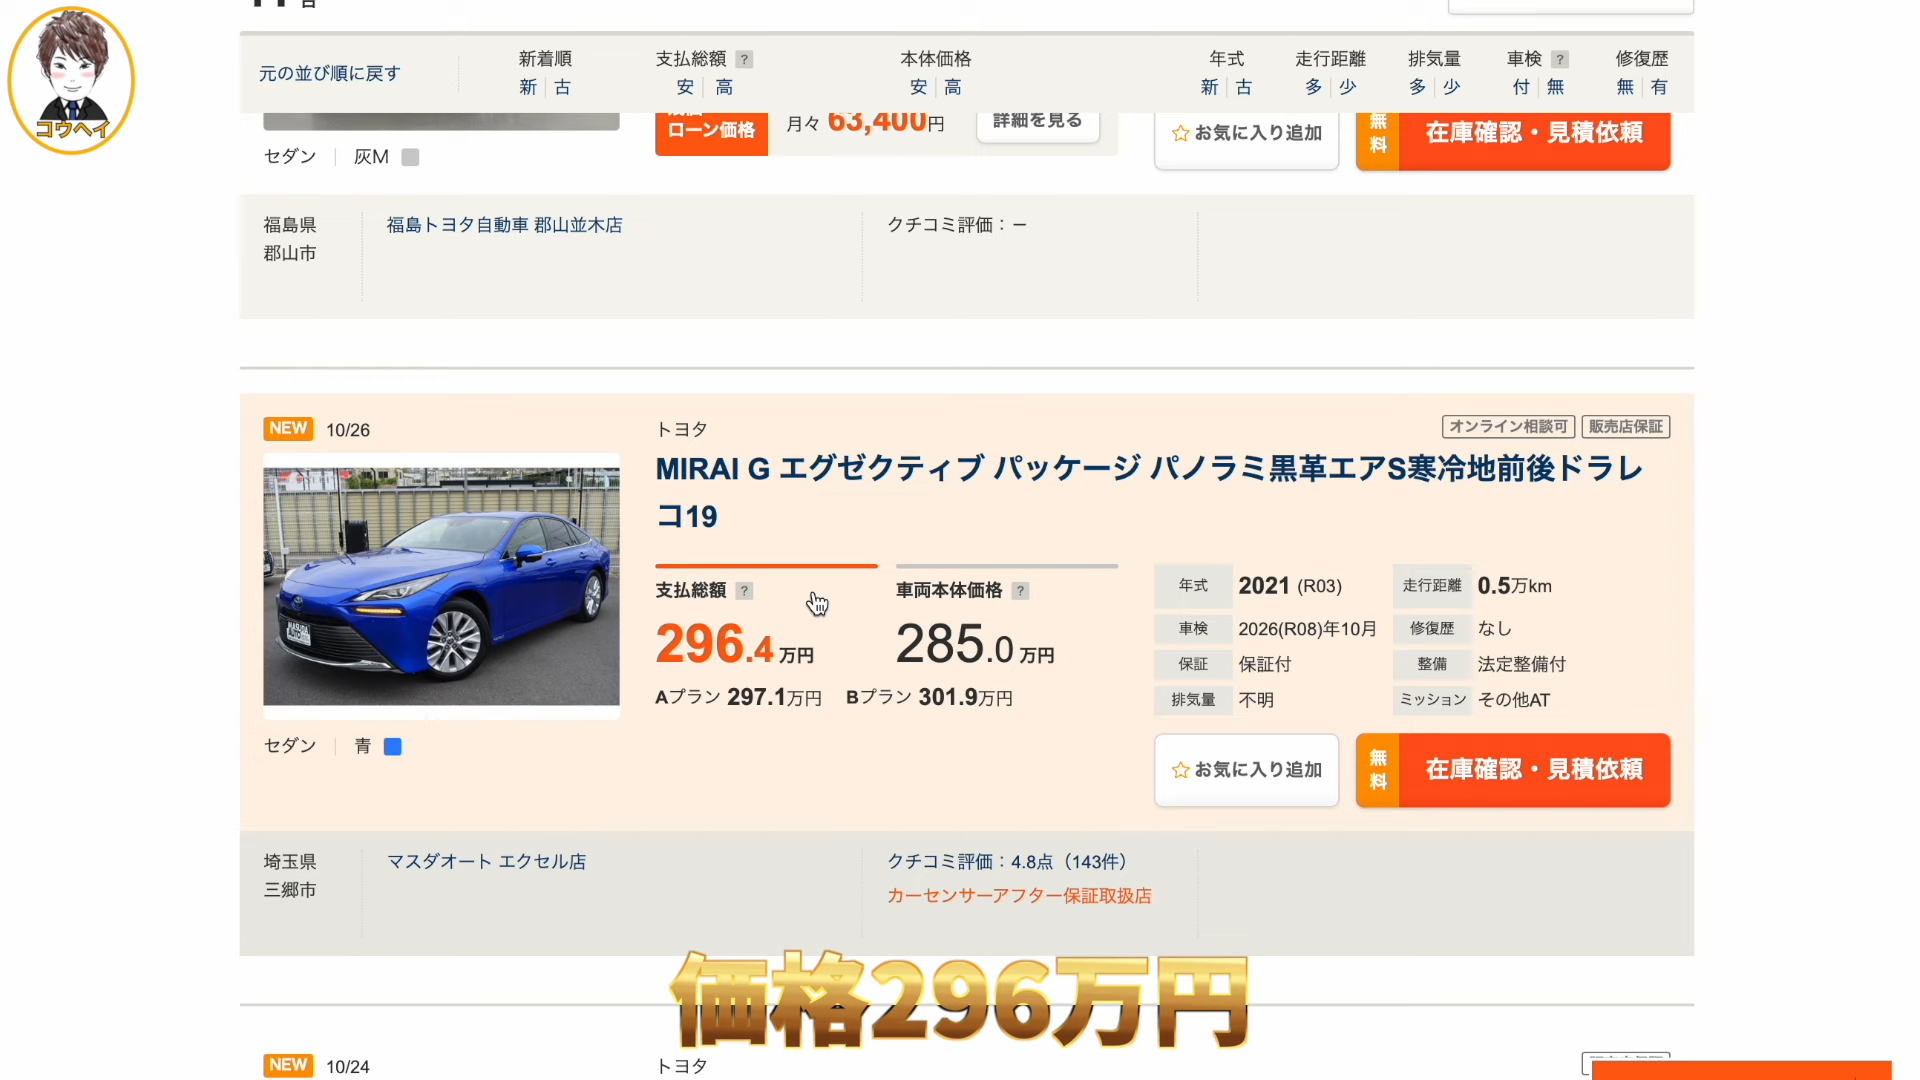 コウヘイ
元の並び順に戻す
新着順
新 古
支払総額 ?
安 高
本体価格
安 高
年式
新 古
走行距離
多 少
排気量
多 少
車検 ?
付 無
修復歴
無 有
ローン価格
月々 63,400円
詳細を見る
お気に入り追加
無料
在庫確認・見積依頼
セダン 灰M
福島県
郡山市
福島トヨタ自動車 郡山並木店
クチコミ評価：ー
NEW 10/26
トヨタ
オンライン相談可 販売店保証
MIRAI G エグゼクティブ パッケージ パノラミ黒革エアS寒冷地前後ドラレ
コ19
支払総額 ?
296.4 万円
車両本体価格 ?
285.0 万円
Aプラン 297.1万円 Bプラン 301.9万円
年式 2021 (R03)
走行距離 0.5万km
車検 2026(R08)年10月
修復歴 なし
保証 保証付
整備 法定整備付
排気量 不明
ミッション その他AT
セダン 青
お気に入り追加
無料
在庫確認・見積依頼
埼玉県
三郷市
マスダオート エクセル店
クチコミ評価：4.8点（143件）
カーセンサーアフター保証取扱店
価格296万円
NEW 10/24
トヨタ